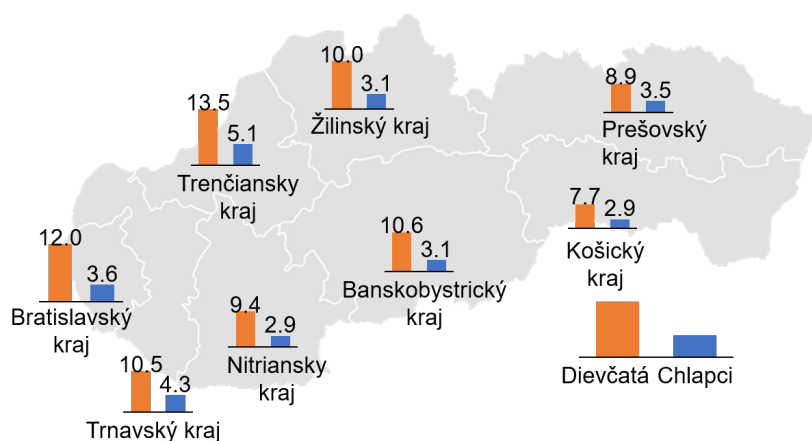 10.0
3.1
Žilinský kraj
8.9
3.5
Prešovský
kraj
13.5
5.1
Trenčiansky
kraj
7.7
2.9
Košický
kraj
12.0
3.6
Bratislavský
kraj
10.6
3.1
Banskobystrický
kraj
9.4
2.9
Nitriansky
kraj
10.5
4.3
Trnavský kraj
Dievčatá Chlapci